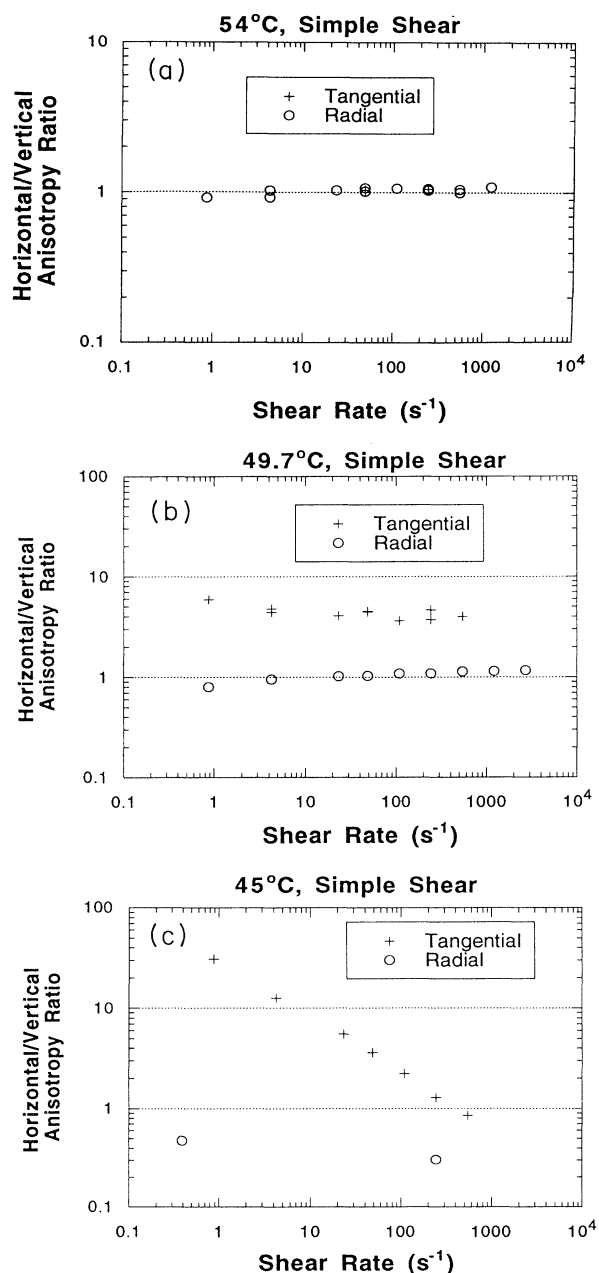 54°C, Simple Shear
(a)
+ Tangential
○ Radial
Horizontal/Vertical
Anisotropy Ratio
10
1
0.1
0.1 1 10 100 1000 10⁴
Shear Rate (s⁻¹)
49.7°C, Simple Shear
(b)
+ Tangential
○ Radial
Horizontal/Vertical
Anisotropy Ratio
100
10
1
0.1
0.1 1 10 100 1000 10⁴
Shear Rate (s⁻¹)
45°C, Simple Shear
(c)
+ Tangential
○ Radial
Horizontal/Vertical
Anisotropy Ratio
100
10
1
0.1
0.1 1 10 100 1000 10⁴
Shear Rate (s⁻¹)